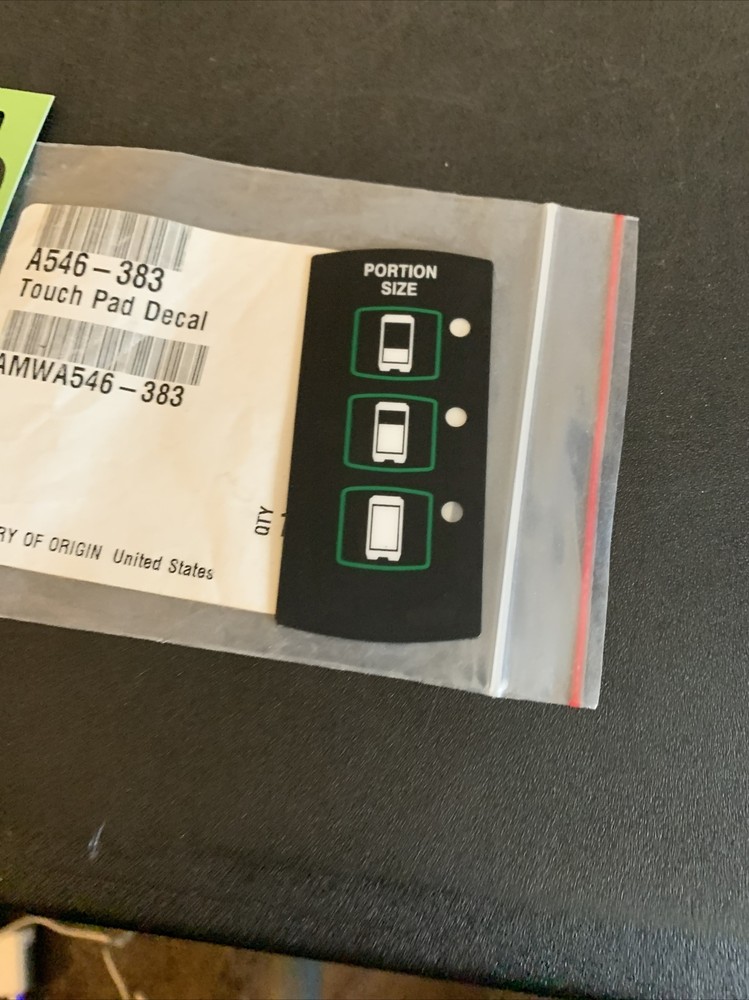 A546-383
Touch Pad Decal
AMWA546-383
QTY
RY OF ORIGIN United States
PORTION
SIZE